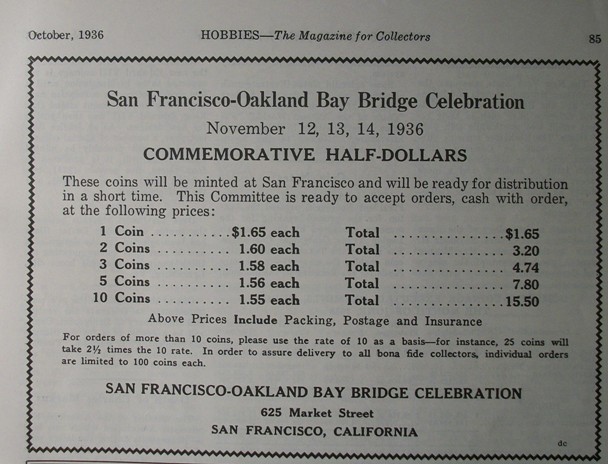 October, 1936 HOBBIES—The Magazine for Collectors 85
San Francisco-Oakland Bay Bridge Celebration
November 12, 13, 14, 1936
COMMEMORATIVE HALF-DOLLARS
These coins will be minted at San Francisco and will be ready for distribution
in a short time. This Committee is ready to accept orders, cash with order,
at the following prices:
1 Coin ...........$1.65 each Total ...............$1.65
2 Coins ........... 1.60 each Total ............... 3.20
3 Coins ........... 1.58 each Total ............... 4.74
5 Coins ........... 1.56 each Total ............... 7.80
10 Coins ........... 1.55 each Total ...............15.50
Above Prices Include Packing, Postage and Insurance
For orders of more than 10 coins, please use the rate of 10 as a basis—for instance, 25 coins will
take 2½ times the 10 rate. In order to assure delivery to all bona fide collectors, individual orders
are limited to 100 coins each.
SAN FRANCISCO-OAKLAND BAY BRIDGE CELEBRATION
625 Market Street
SAN FRANCISCO, CALIFORNIA
dc